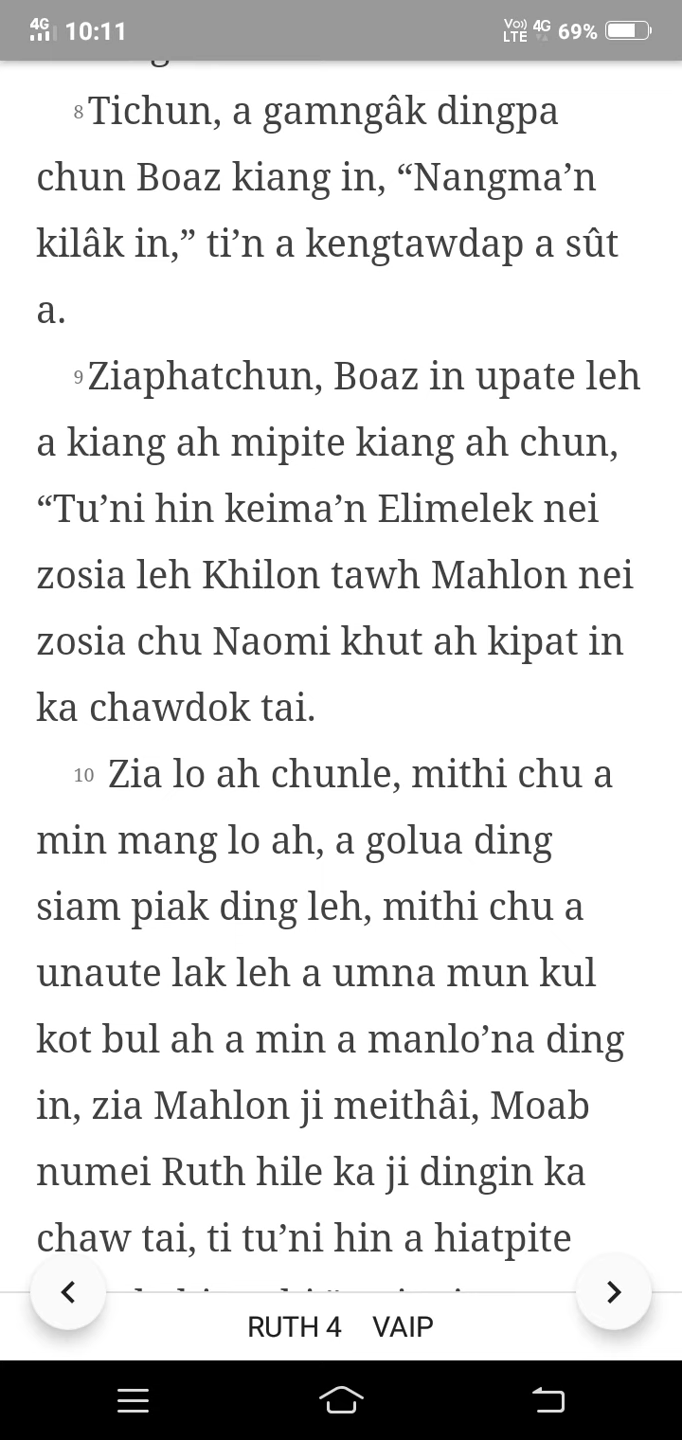 4G 10:11 Vo)) LTE 4G 69%
8 Tichun, a gamngâk dingpa
chun Boaz kiang in, “Nangma’n
kilâk in,” ti’n a kengtawdap a sût
a.
9 Ziaphatchun, Boaz in upate leh
a kiang ah mipite kiang ah chun,
“Tu’ni hin keima’n Elimelek nei
zosia leh Khilon tawh Mahlon nei
zosia chu Naomi khut ah kipat in
ka chawdok tai.
10 Zia lo ah chunle, mithi chu a
min mang lo ah, a golua ding
siam piak ding leh, mithi chu a
unaute lak leh a umna mun kul
kot bul ah a min a manlo’na ding
in, zia Mahlon ji meithâi, Moab
numei Ruth hile ka ji dingin ka
chaw tai, ti tu’ni hin a hiatpite
RUTH 4 VAIP